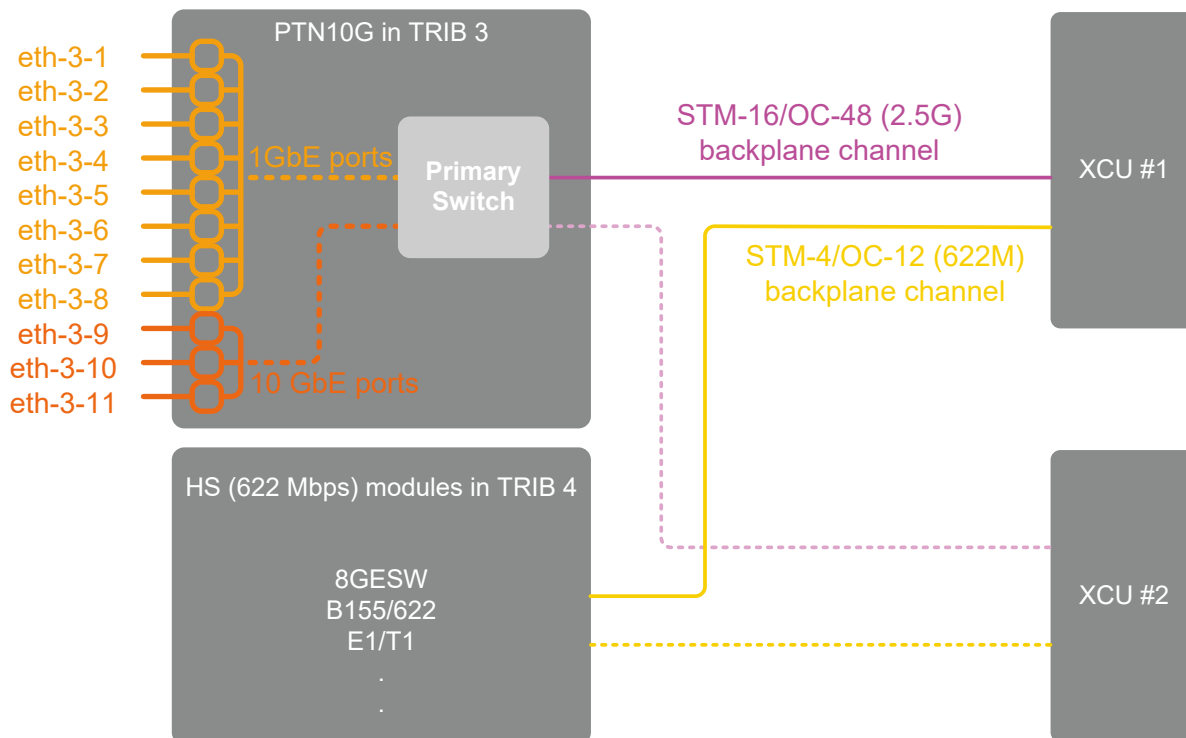 PTN10G in TRIB 3
eth-3-1
eth-3-2
eth-3-3
eth-3-4
eth-3-5
eth-3-6
eth-3-7
eth-3-8
eth-3-9
eth-3-10
eth-3-11
1GbE ports
10 GbE ports
Primary
Switch
STM-16/OC-48 (2.5G)
backplane channel
STM-4/OC-12 (622M)
backplane channel
XCU #1
HS (622 Mbps) modules in TRIB 4
8GESW
B155/622
E1/T1
.
.
XCU #2